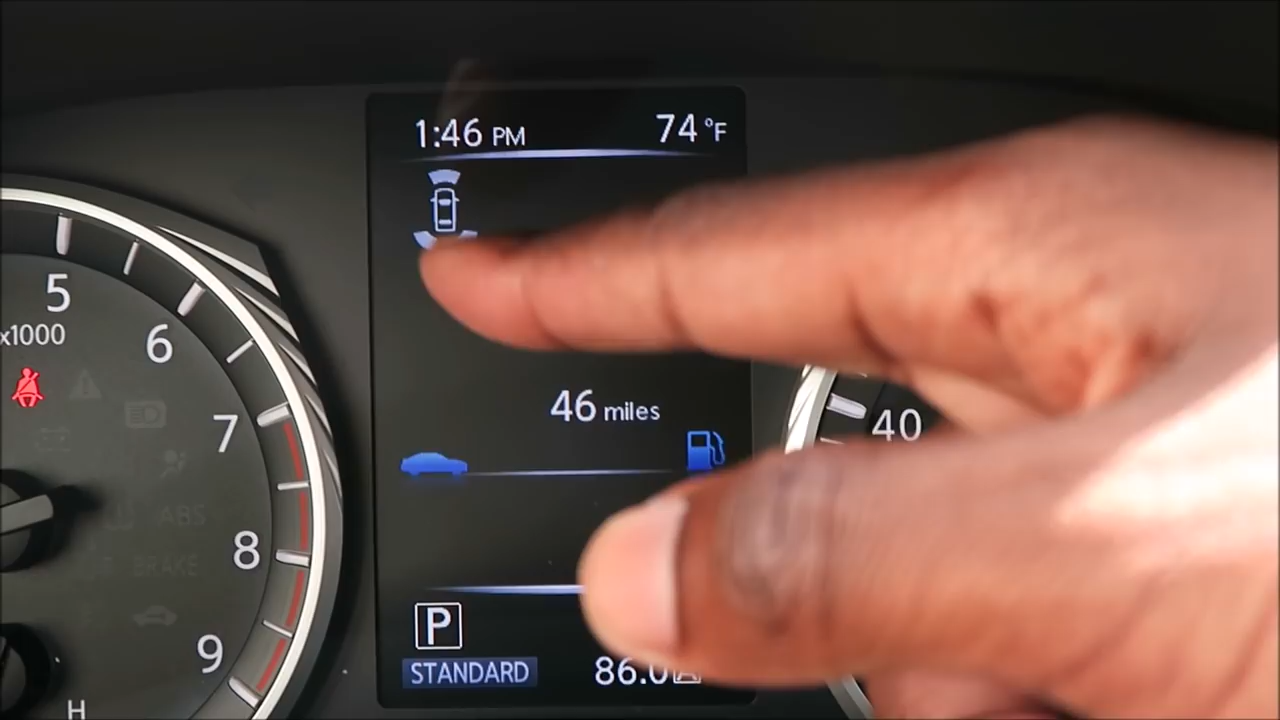 1:46 PM 74 °F
5
x1000
6
7
8
9
H
46 miles
40
P
STANDARD
86.0 A
ABS
BRAKE